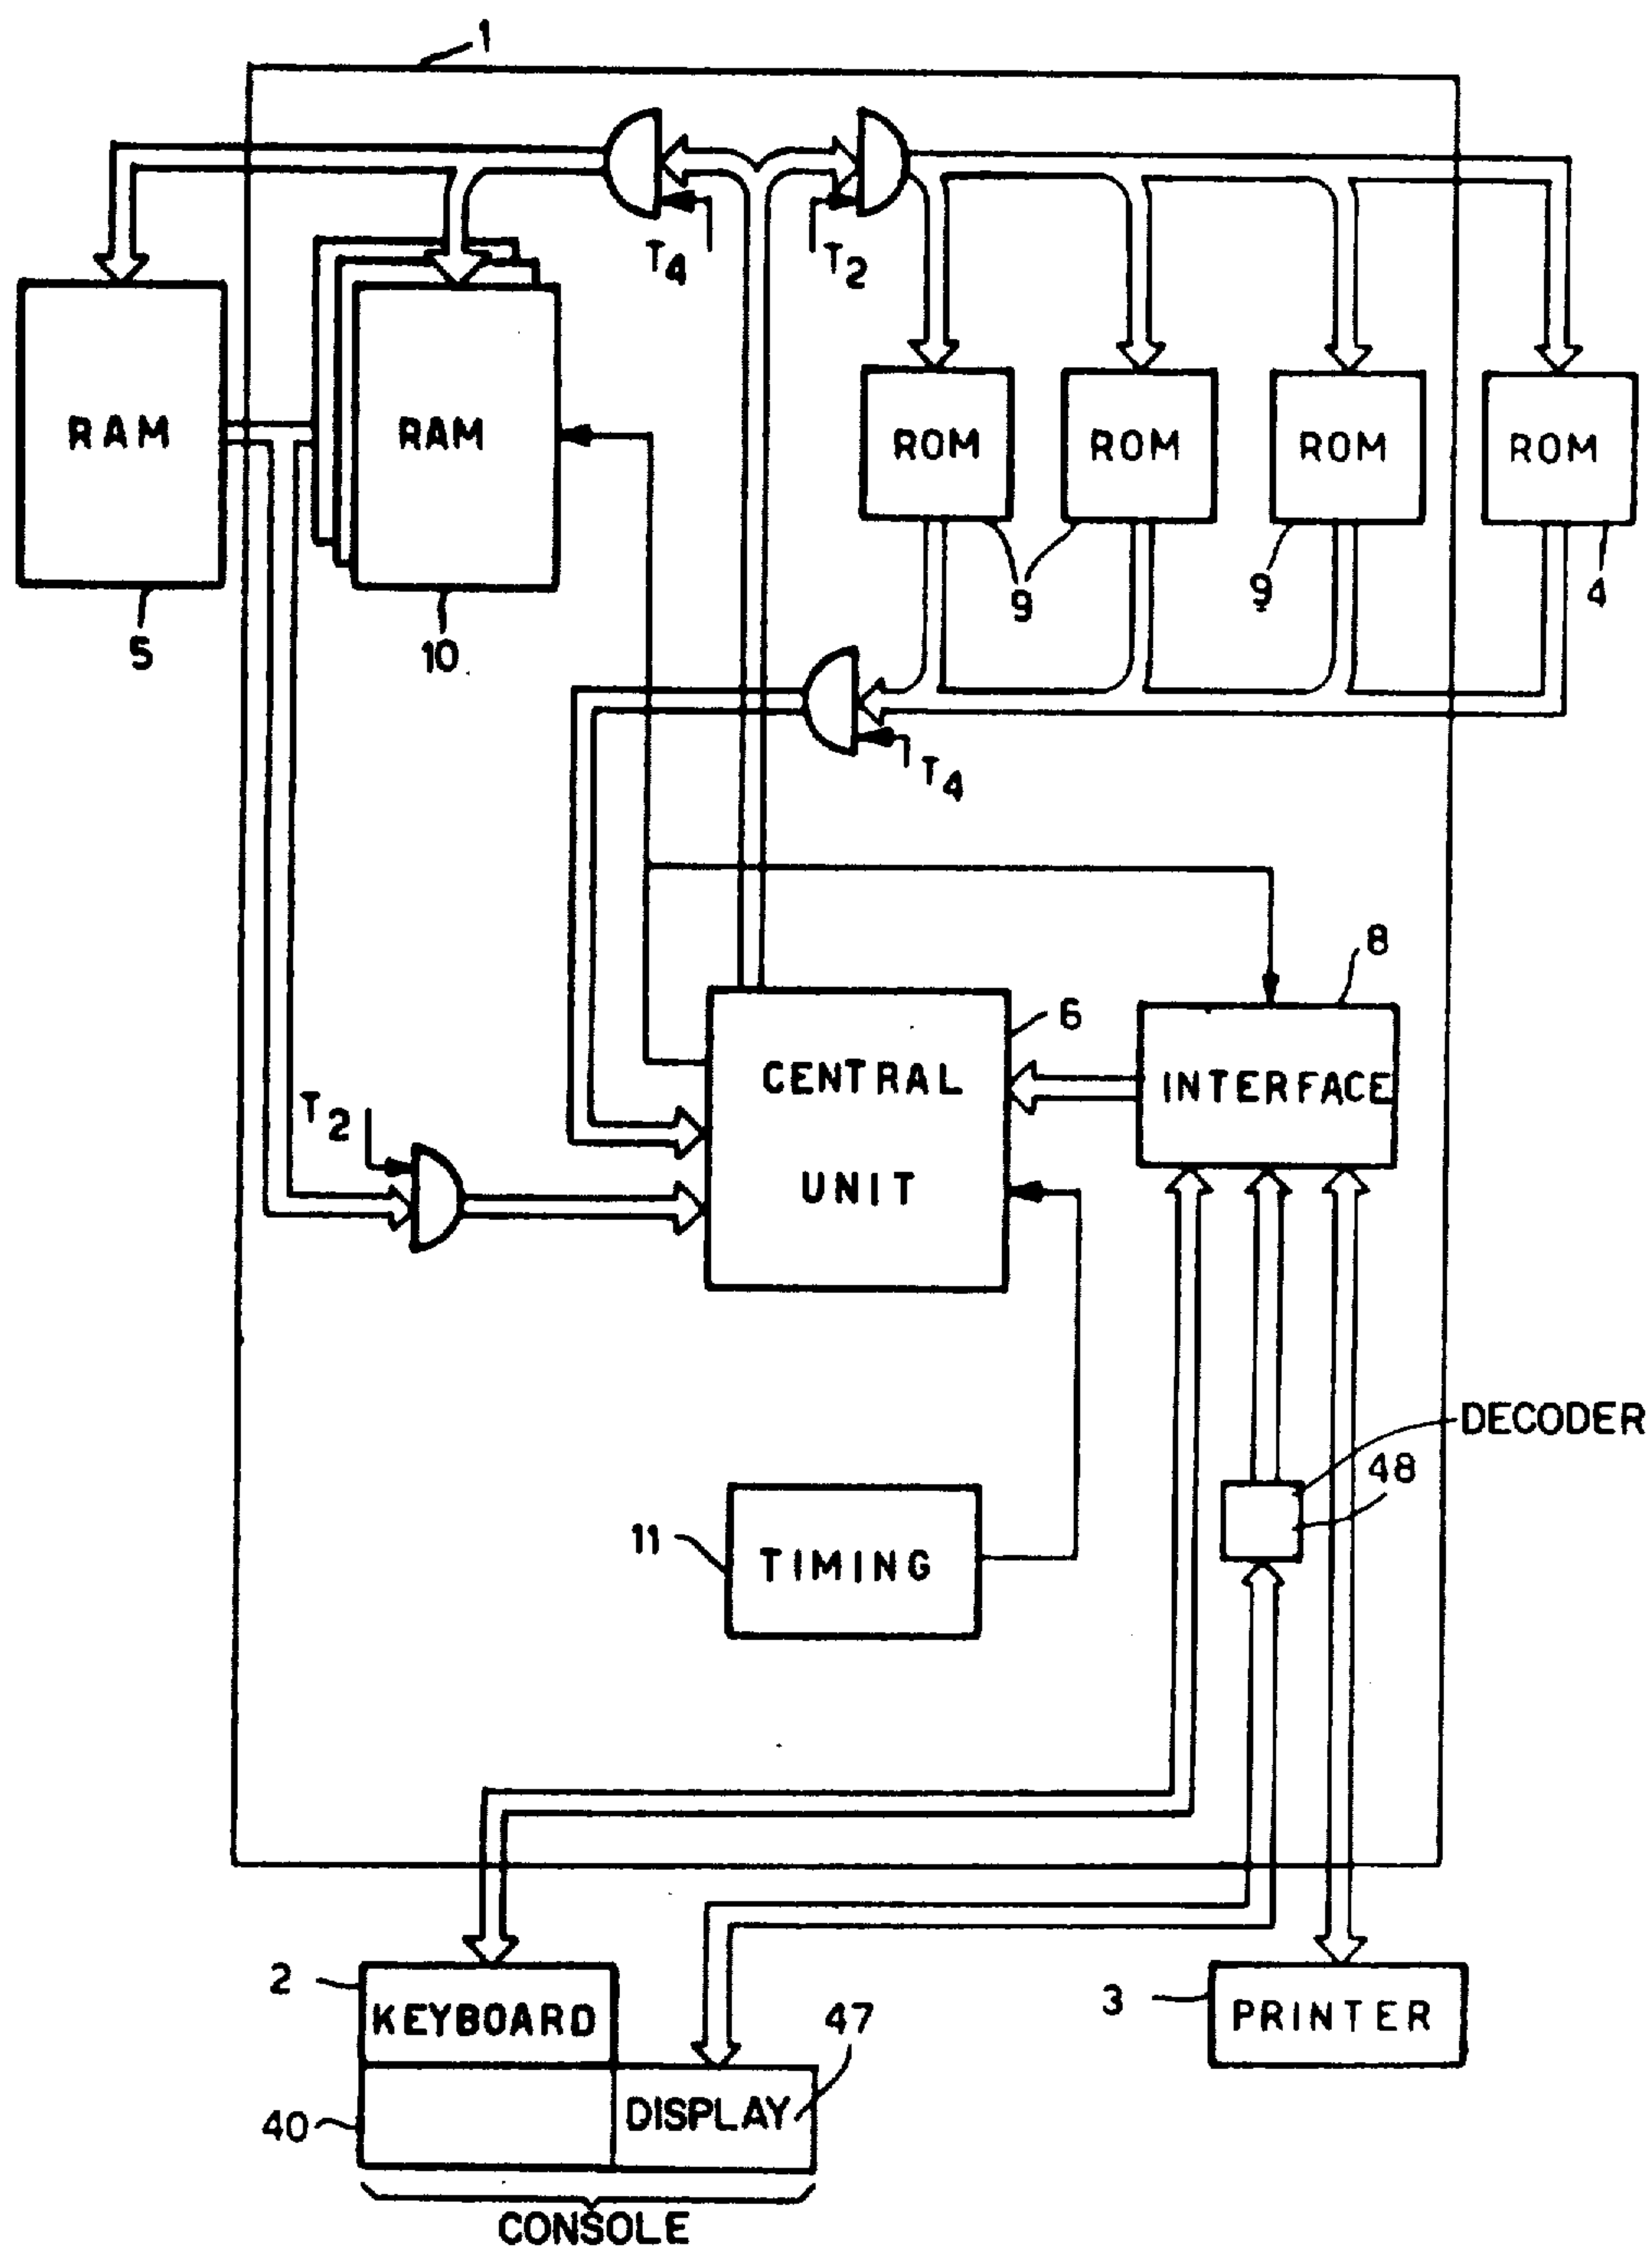 1
T4
T2
RAM
RAM
ROM
ROM
ROM
ROM
9
9
4
5
10
T4
8
6
CENTRAL
UNIT
INTERFACE
T2
DECODER
48
11
TIMING
2
KEYBOARD
3
PRINTER
47
40
DISPLAY
CONSOLE